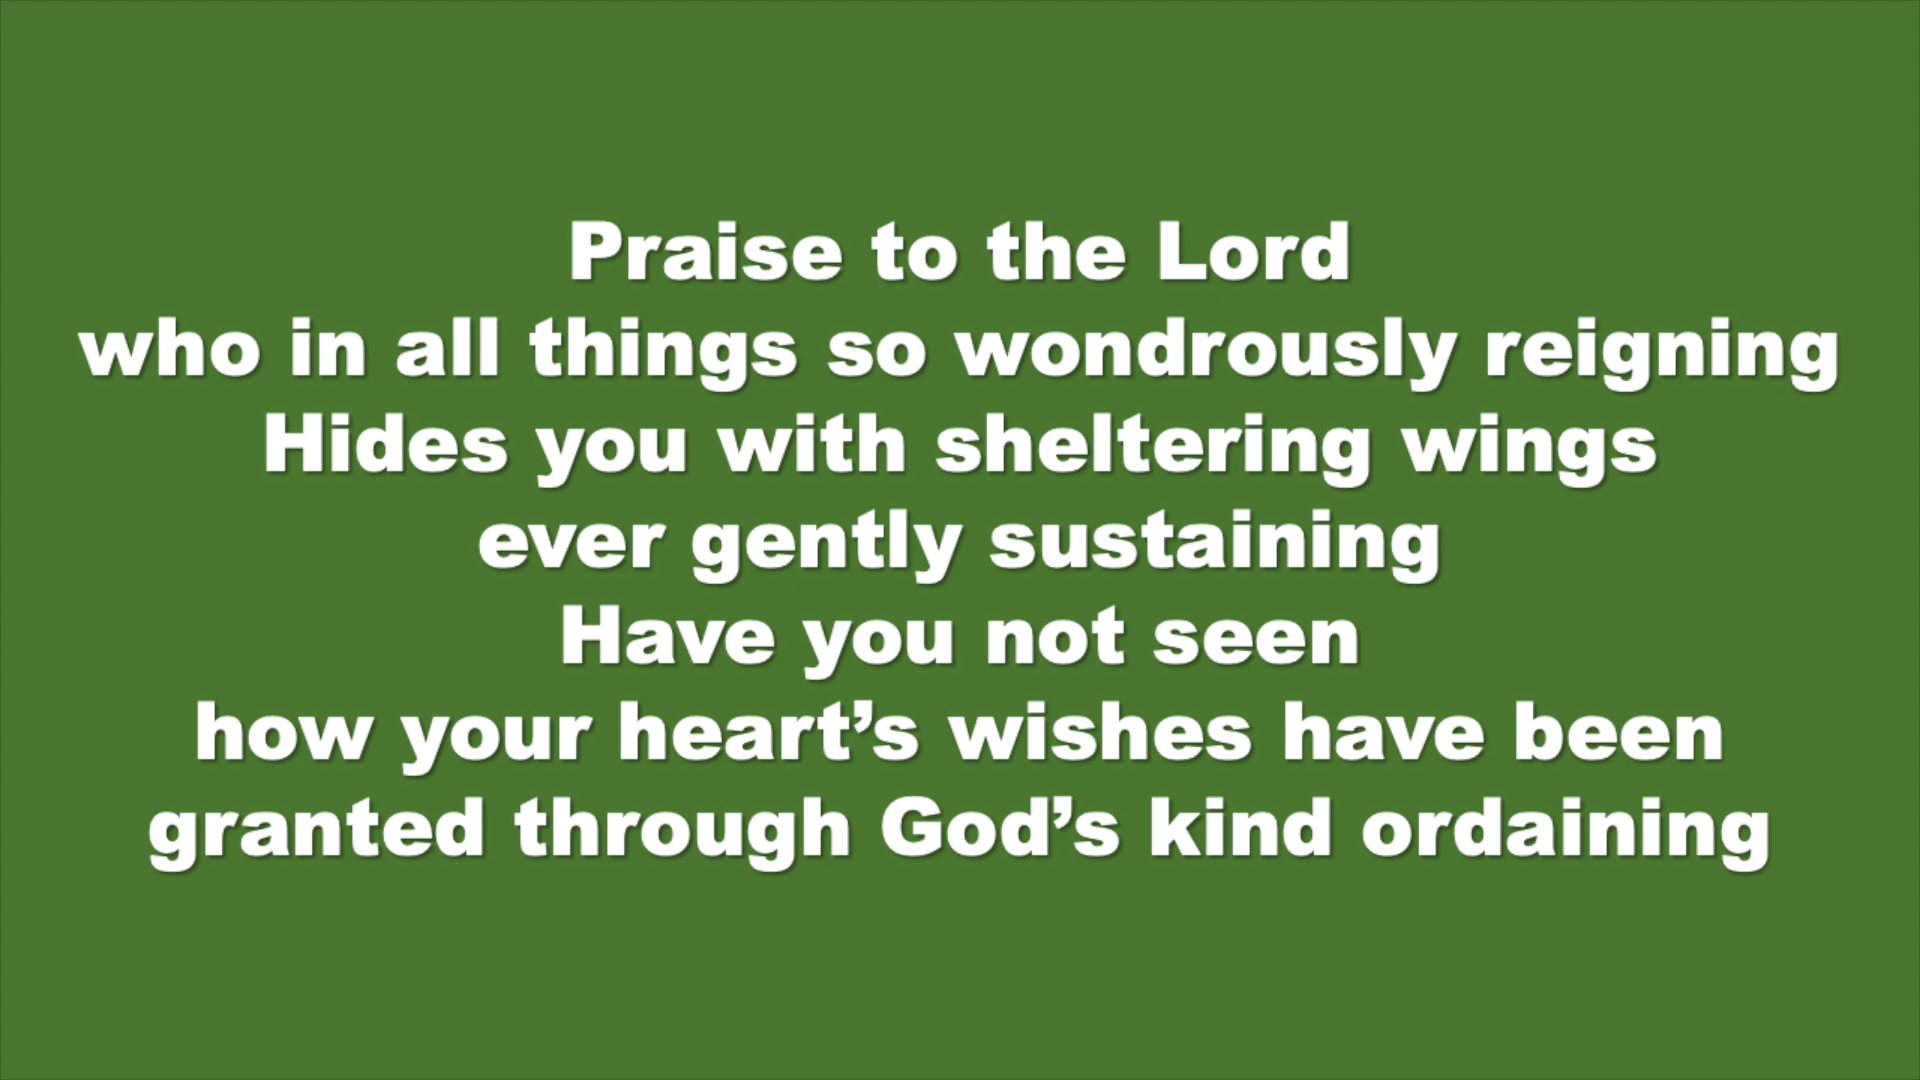 Praise to the Lord
who in all things so wondrously reigning
Hides you with sheltering wings
ever gently sustaining
Have you not seen
how your heart’s wishes have been
granted through God’s kind ordaining